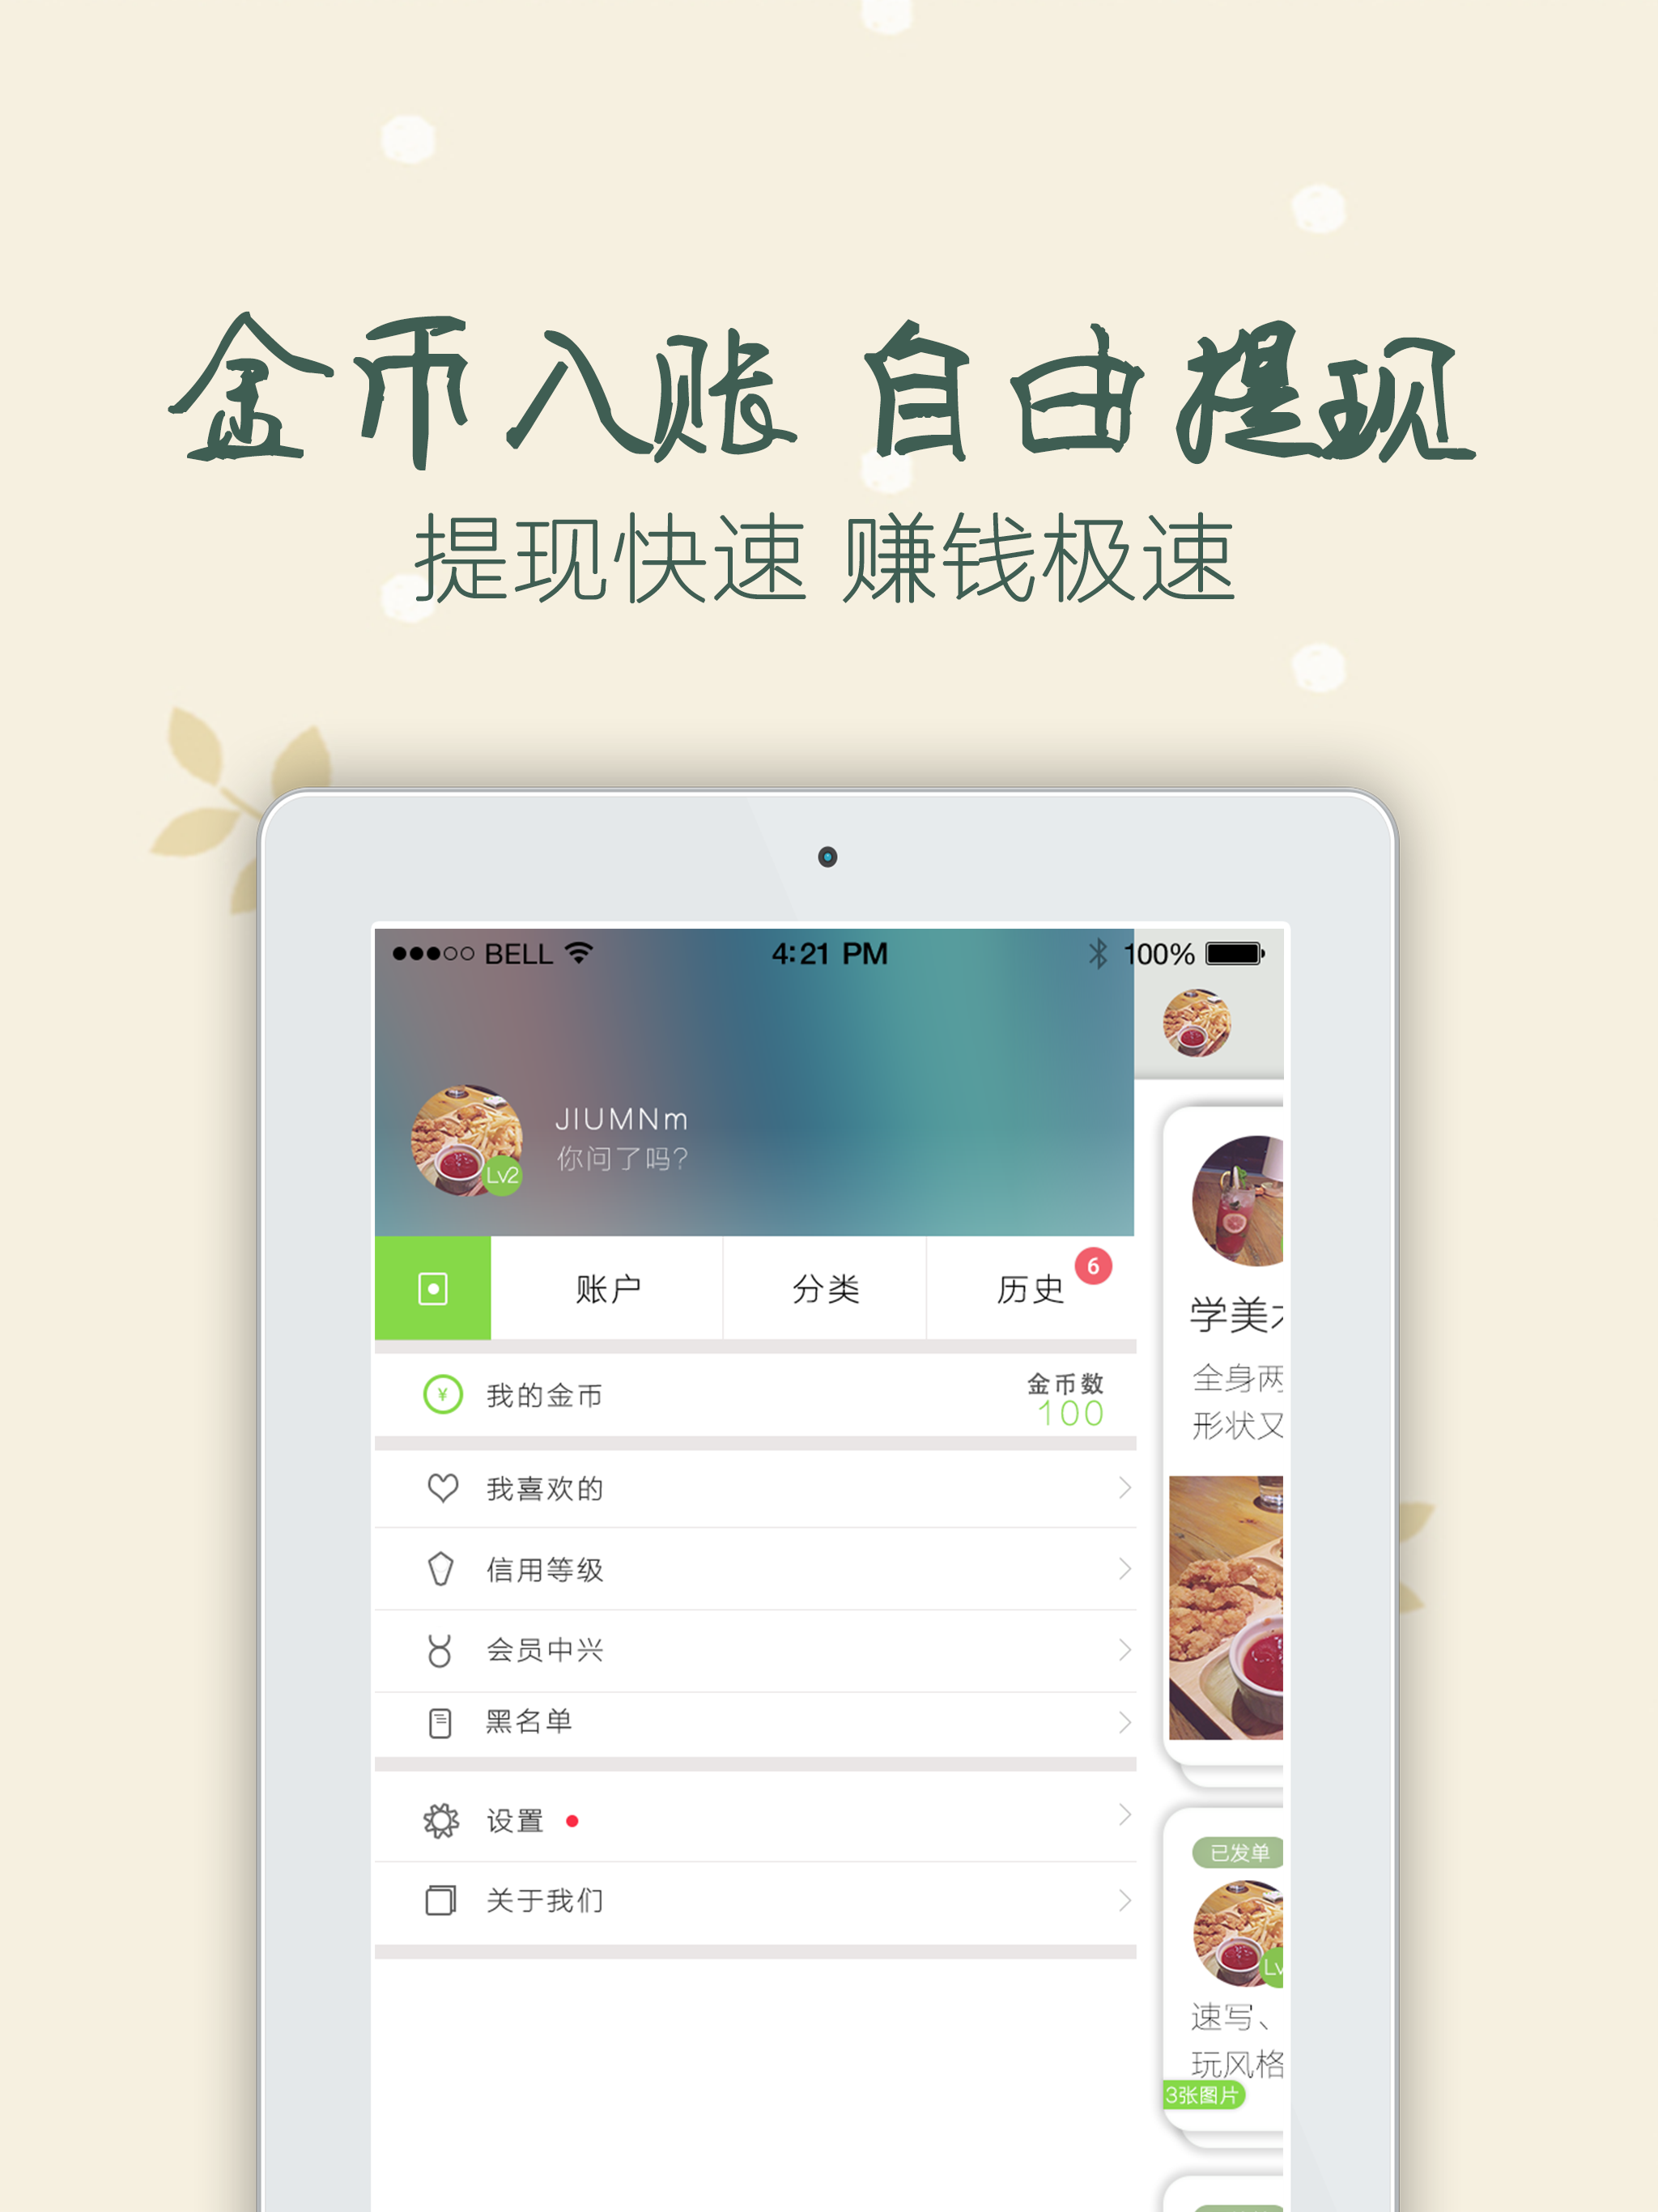 金币入账 自由提现
提现快速 赚钱极速
BELL 4:21 PM 100%
JIUMNm
你问了吗?
Lv2
账户 分类 历史 6
我的金币
金币数
100
我喜欢的
信用等级
会员中兴
黑名单
设置
关于我们
学美
全身两
形状又
已发单
Lv
速写、
玩风格
3张图片